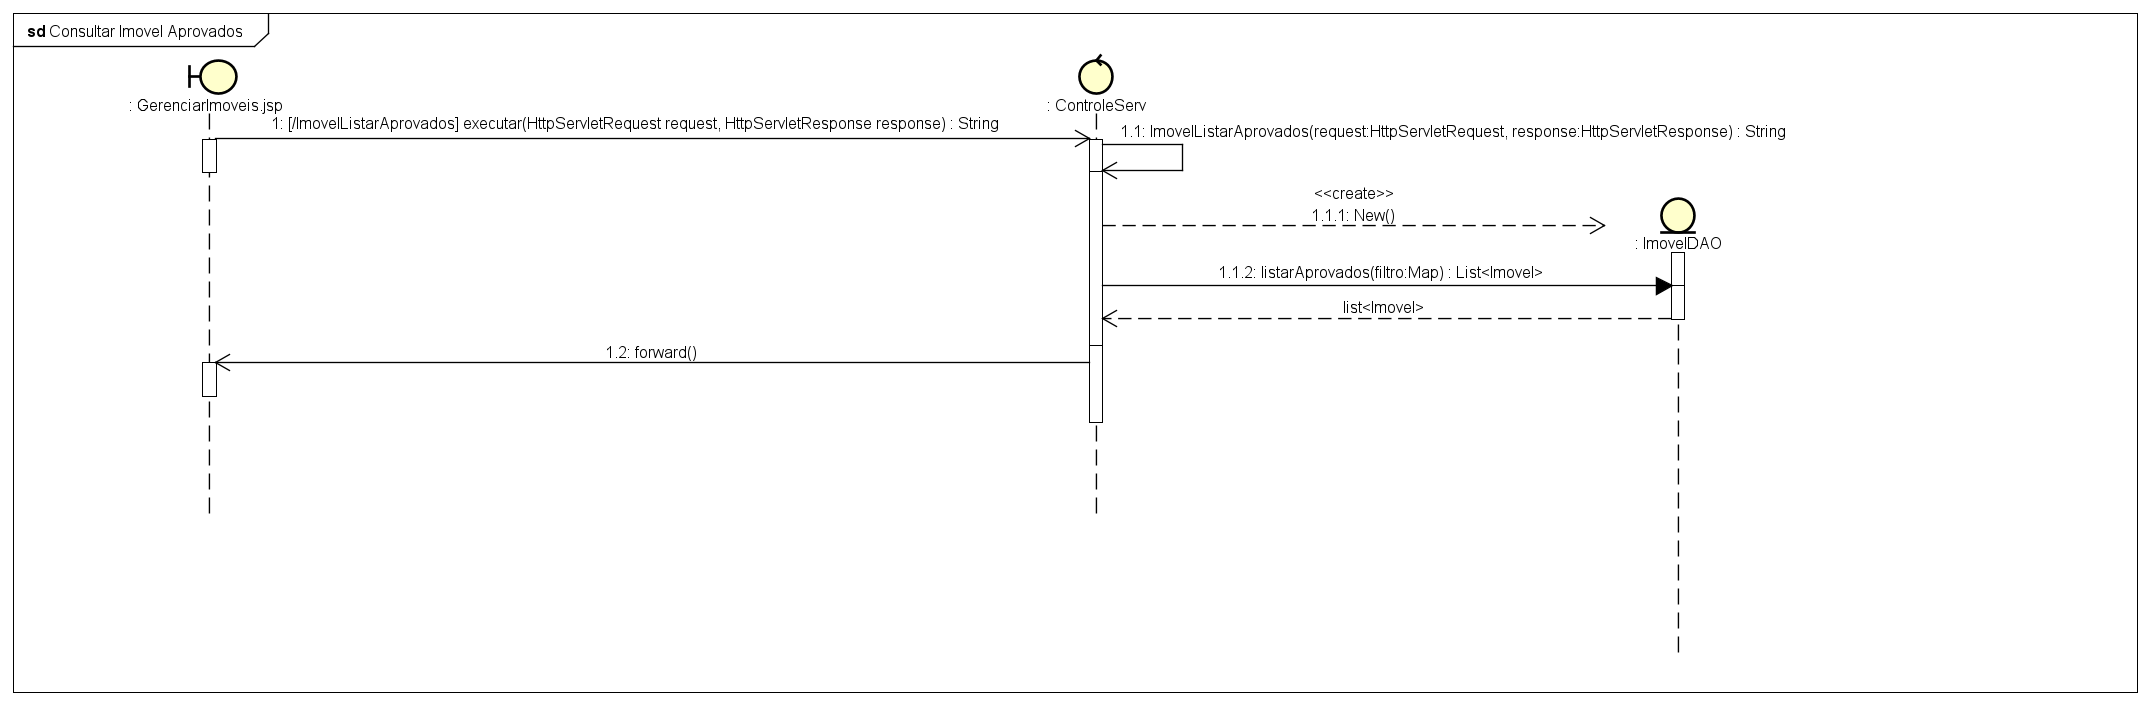 sd Consultar Imovel Aprovados
: GerenciarImoveis.jsp
: ControleServ
1: [/ImovelListarAprovados] executar(HttpServletRequest request, HttpServletResponse response) : String
1.1: ImovelListarAprovados(request:HttpServletRequest, response:HttpServletResponse) : String
<<create>>
1.1.1: New()
: ImovelDAO
1.1.2: listarAprovados(filtro:Map) : List<Imovel>
list<Imovel>
1.2: forward()